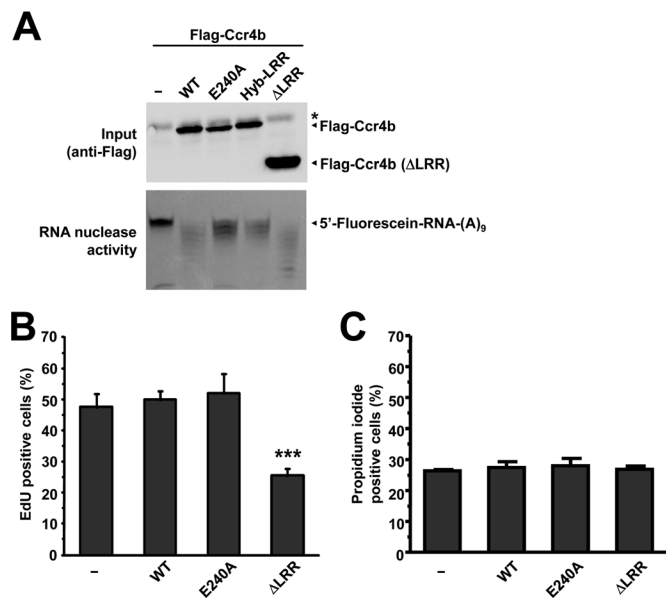 A
Flag-Ccr4b
– WT E240A Hyb-LRR ΔLRR
*
Input
(anti-Flag)
Flag-Ccr4b
Flag-Ccr4b (ΔLRR)
RNA nuclease
activity
5'-Fluorescein-RNA-(A)9
B
EdU positive cells (%)
70
60
50
40
30
20
10
0
***
– WT E240A ΔLRR
C
Propidium iodide
positive cells (%)
70
60
50
40
30
20
10
0
– WT E240A ΔLRR